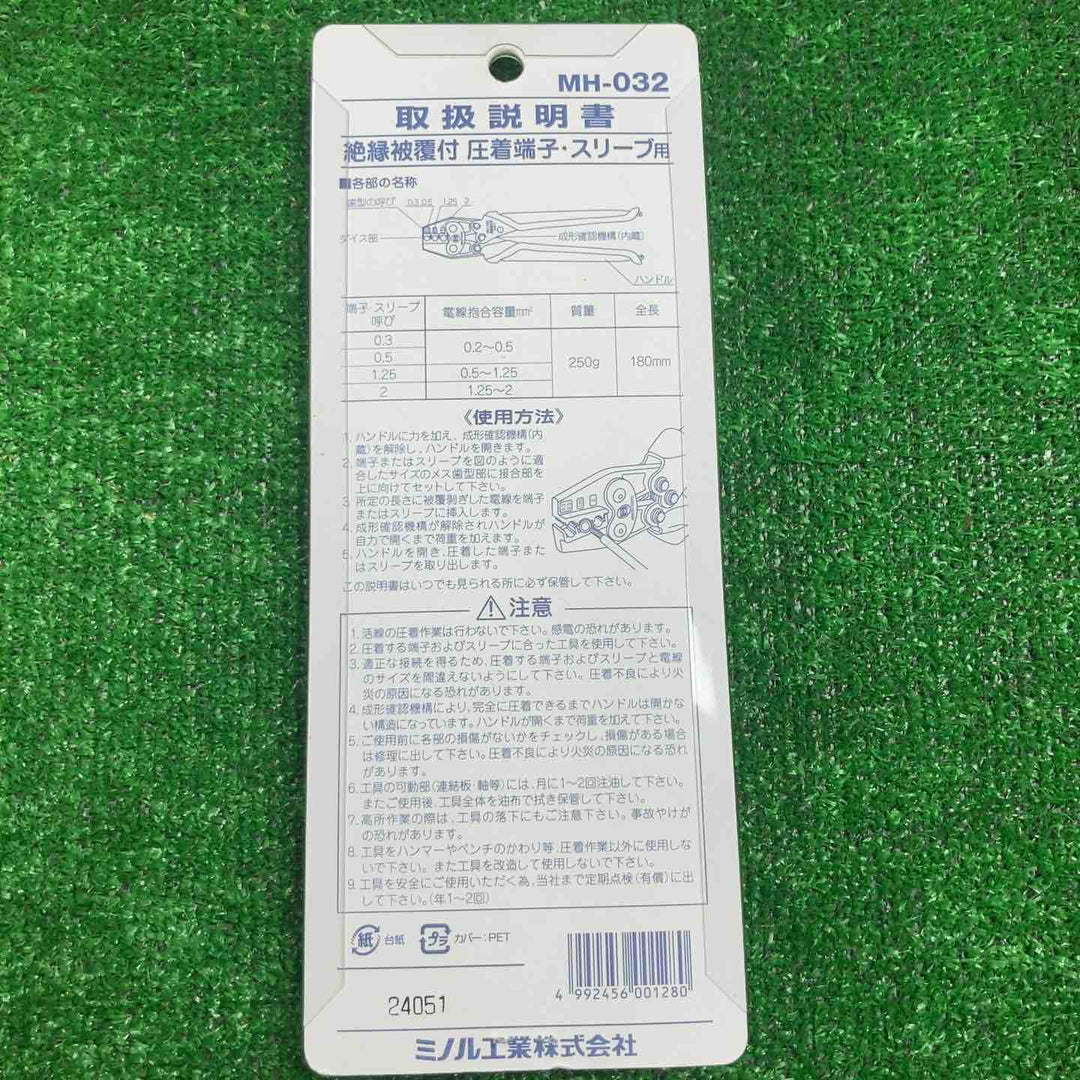 MH-032
取扱説明書
絶縁被覆付 圧着端子・スリーブ用
■各部の名称
歯型の呼び 0.3 0.5 1.25 2
ダイス部
成形確認機構(内蔵)
ハンドル
端子・スリーブ呼び 電線抱合容量mm² 質量 全長
0.3
0.2〜0.5
0.5
250g 180mm
1.25 0.5〜1.25
2 1.25〜2
《使用方法》
1. ハンドルに力を加え、成形確認機構(内
蔵)を解除し、ハンドルを開きます。
2. 端子またはスリーブを図のように適
合したサイズのメス歯型部に接合部を
上に向けてセットして下さい。
3. 所定の長さに被覆剥ぎした電線を端子
またはスリーブに挿入します。
4. 成形確認機構が解除されハンドルが
自力で開くまで荷重を加えます。
5. ハンドルを開き、圧着した端子また
はスリーブを取り出します。
この説明書はいつでも見られる所に必ず保管して下さい。
注意
1. 活線の圧着作業は行わないで下さい。感電の恐れがあります。
2. 圧着する端子およびスリーブに合った工具を使用して下さい。
3. 適正な接続を得るため、圧着する端子およびスリーブと電線
のサイズを間違えないようにして下さい。圧着不良により火
災の原因になる恐れがあります。
4. 成形確認機構により、完全に圧着できるまでハンドルは開かな
い構造になっています。ハンドルが開くまで荷重を加えて下さい。
5. ご使用前に各部の損傷がないかをチェックし、損傷がある場合
は修理に出して下さい。圧着不良により火災の原因になる恐れ
があります。
6. 工具の可動部(連結板・軸等)には、月に1〜2回注油して下さい。
またご使用後、工具全体を油布で拭き保管して下さい。
7. 高所作業の際は、工具の落下にもご注意下さい。事故やけが
の恐れがあります。
8. 工具をハンマーやペンチのかわり等、圧着作業以外に使用しな
いで下さい。また工具を改造して使用しないで下さい。
9. 工具を安全にご使用いただく為、当社まで定期点検(有償)に出
して下さい。(年1〜2回)
紙 台紙 プラ カバー:PET
4 992456 001280
24051
ミノル工業株式会社